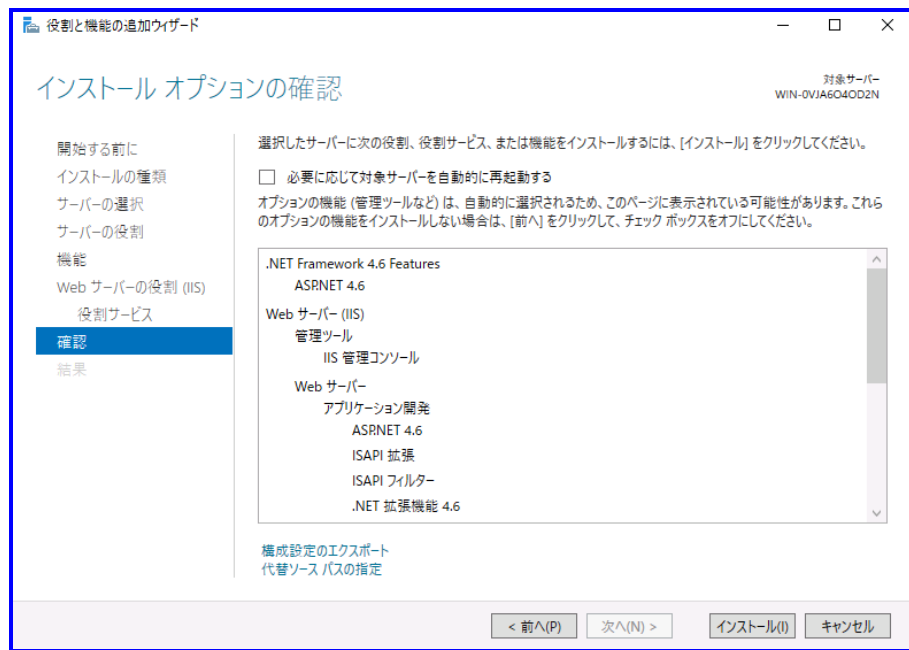 役割と機能の追加ウィザード
インストール オプションの確認
対象サーバー
WIN-0VJA6O4OD2N
開始する前に
インストールの種類
サーバーの選択
サーバーの役割
機能
Web サーバーの役割 (IIS)
役割サービス
確認
結果
選択したサーバーに次の役割、役割サービス、または機能をインストールするには、[インストール] をクリックしてください。
必要に応じて対象サーバーを自動的に再起動する
オプションの機能 (管理ツールなど) は、自動的に選択されるため、このページに表示されている可能性があります。これら
のオプションの機能をインストールしない場合は、[前へ] をクリックして、チェック ボックスをオフにしてください。
.NET Framework 4.6 Features
ASP.NET 4.6
Web サーバー (IIS)
管理ツール
IIS 管理コンソール
Web サーバー
アプリケーション開発
ASP.NET 4.6
ISAPI 拡張
ISAPI フィルター
.NET 拡張機能 4.6
構成設定のエクスポート
代替ソース パスの指定
< 前へ(P)
次へ(N) >
インストール(I)
キャンセル